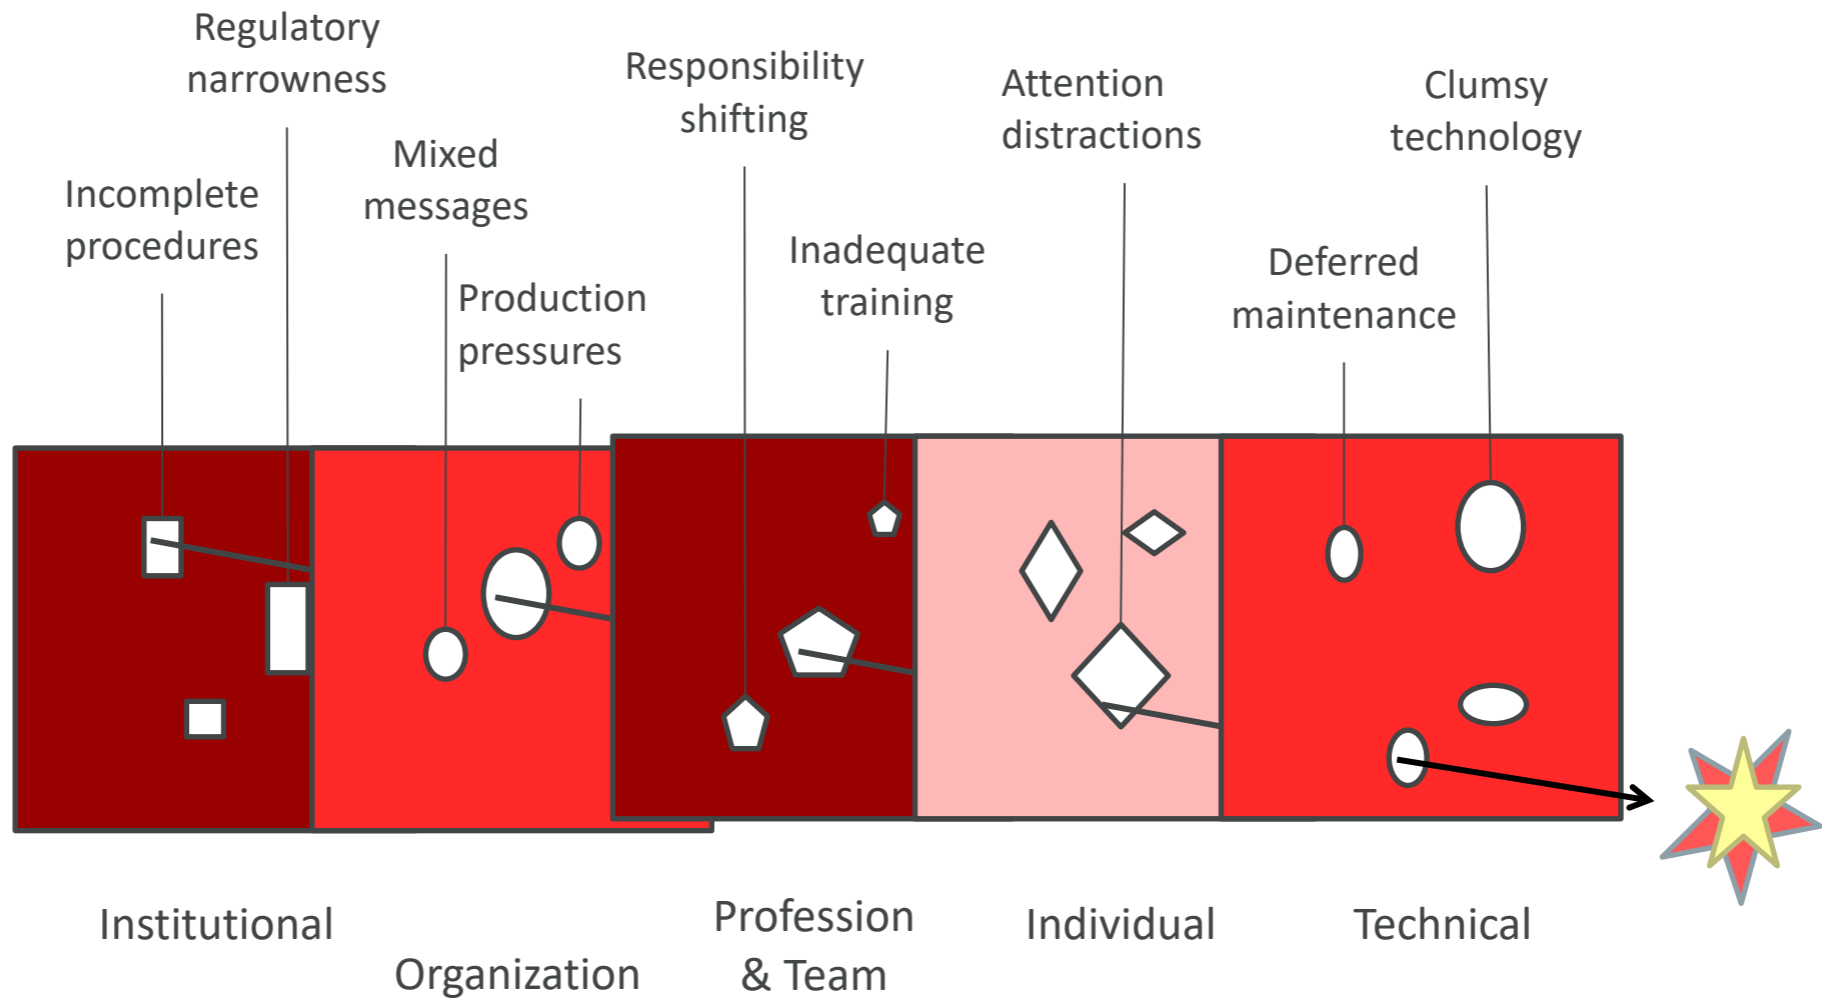 Regulatory
narrowness
Incomplete
procedures
Mixed
messages
Production
pressures
Responsibility
shifting
Inadequate
training
Attention
distractions
Deferred
maintenance
Clumsy
technology
Institutional
Organization
Profession
& Team
Individual
Technical